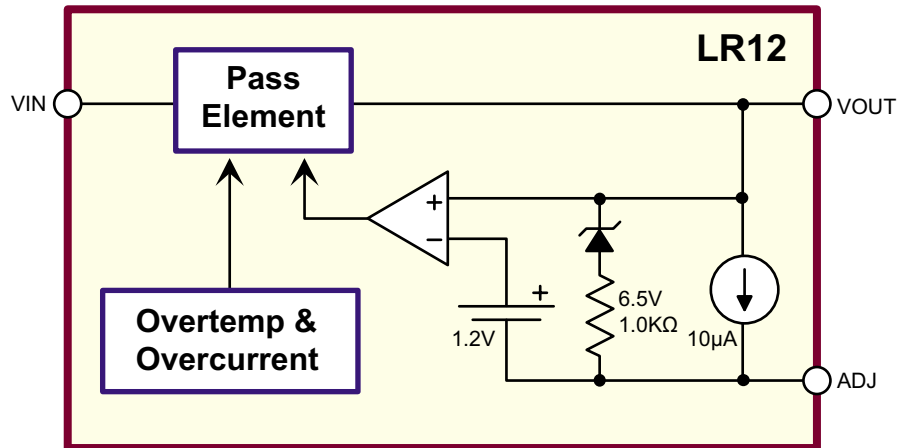 LR12
Pass
Element
VIN
VOUT
+
−
Overtemp &
Overcurrent
+
1.2V
6.5V
1.0KΩ
10µA
ADJ